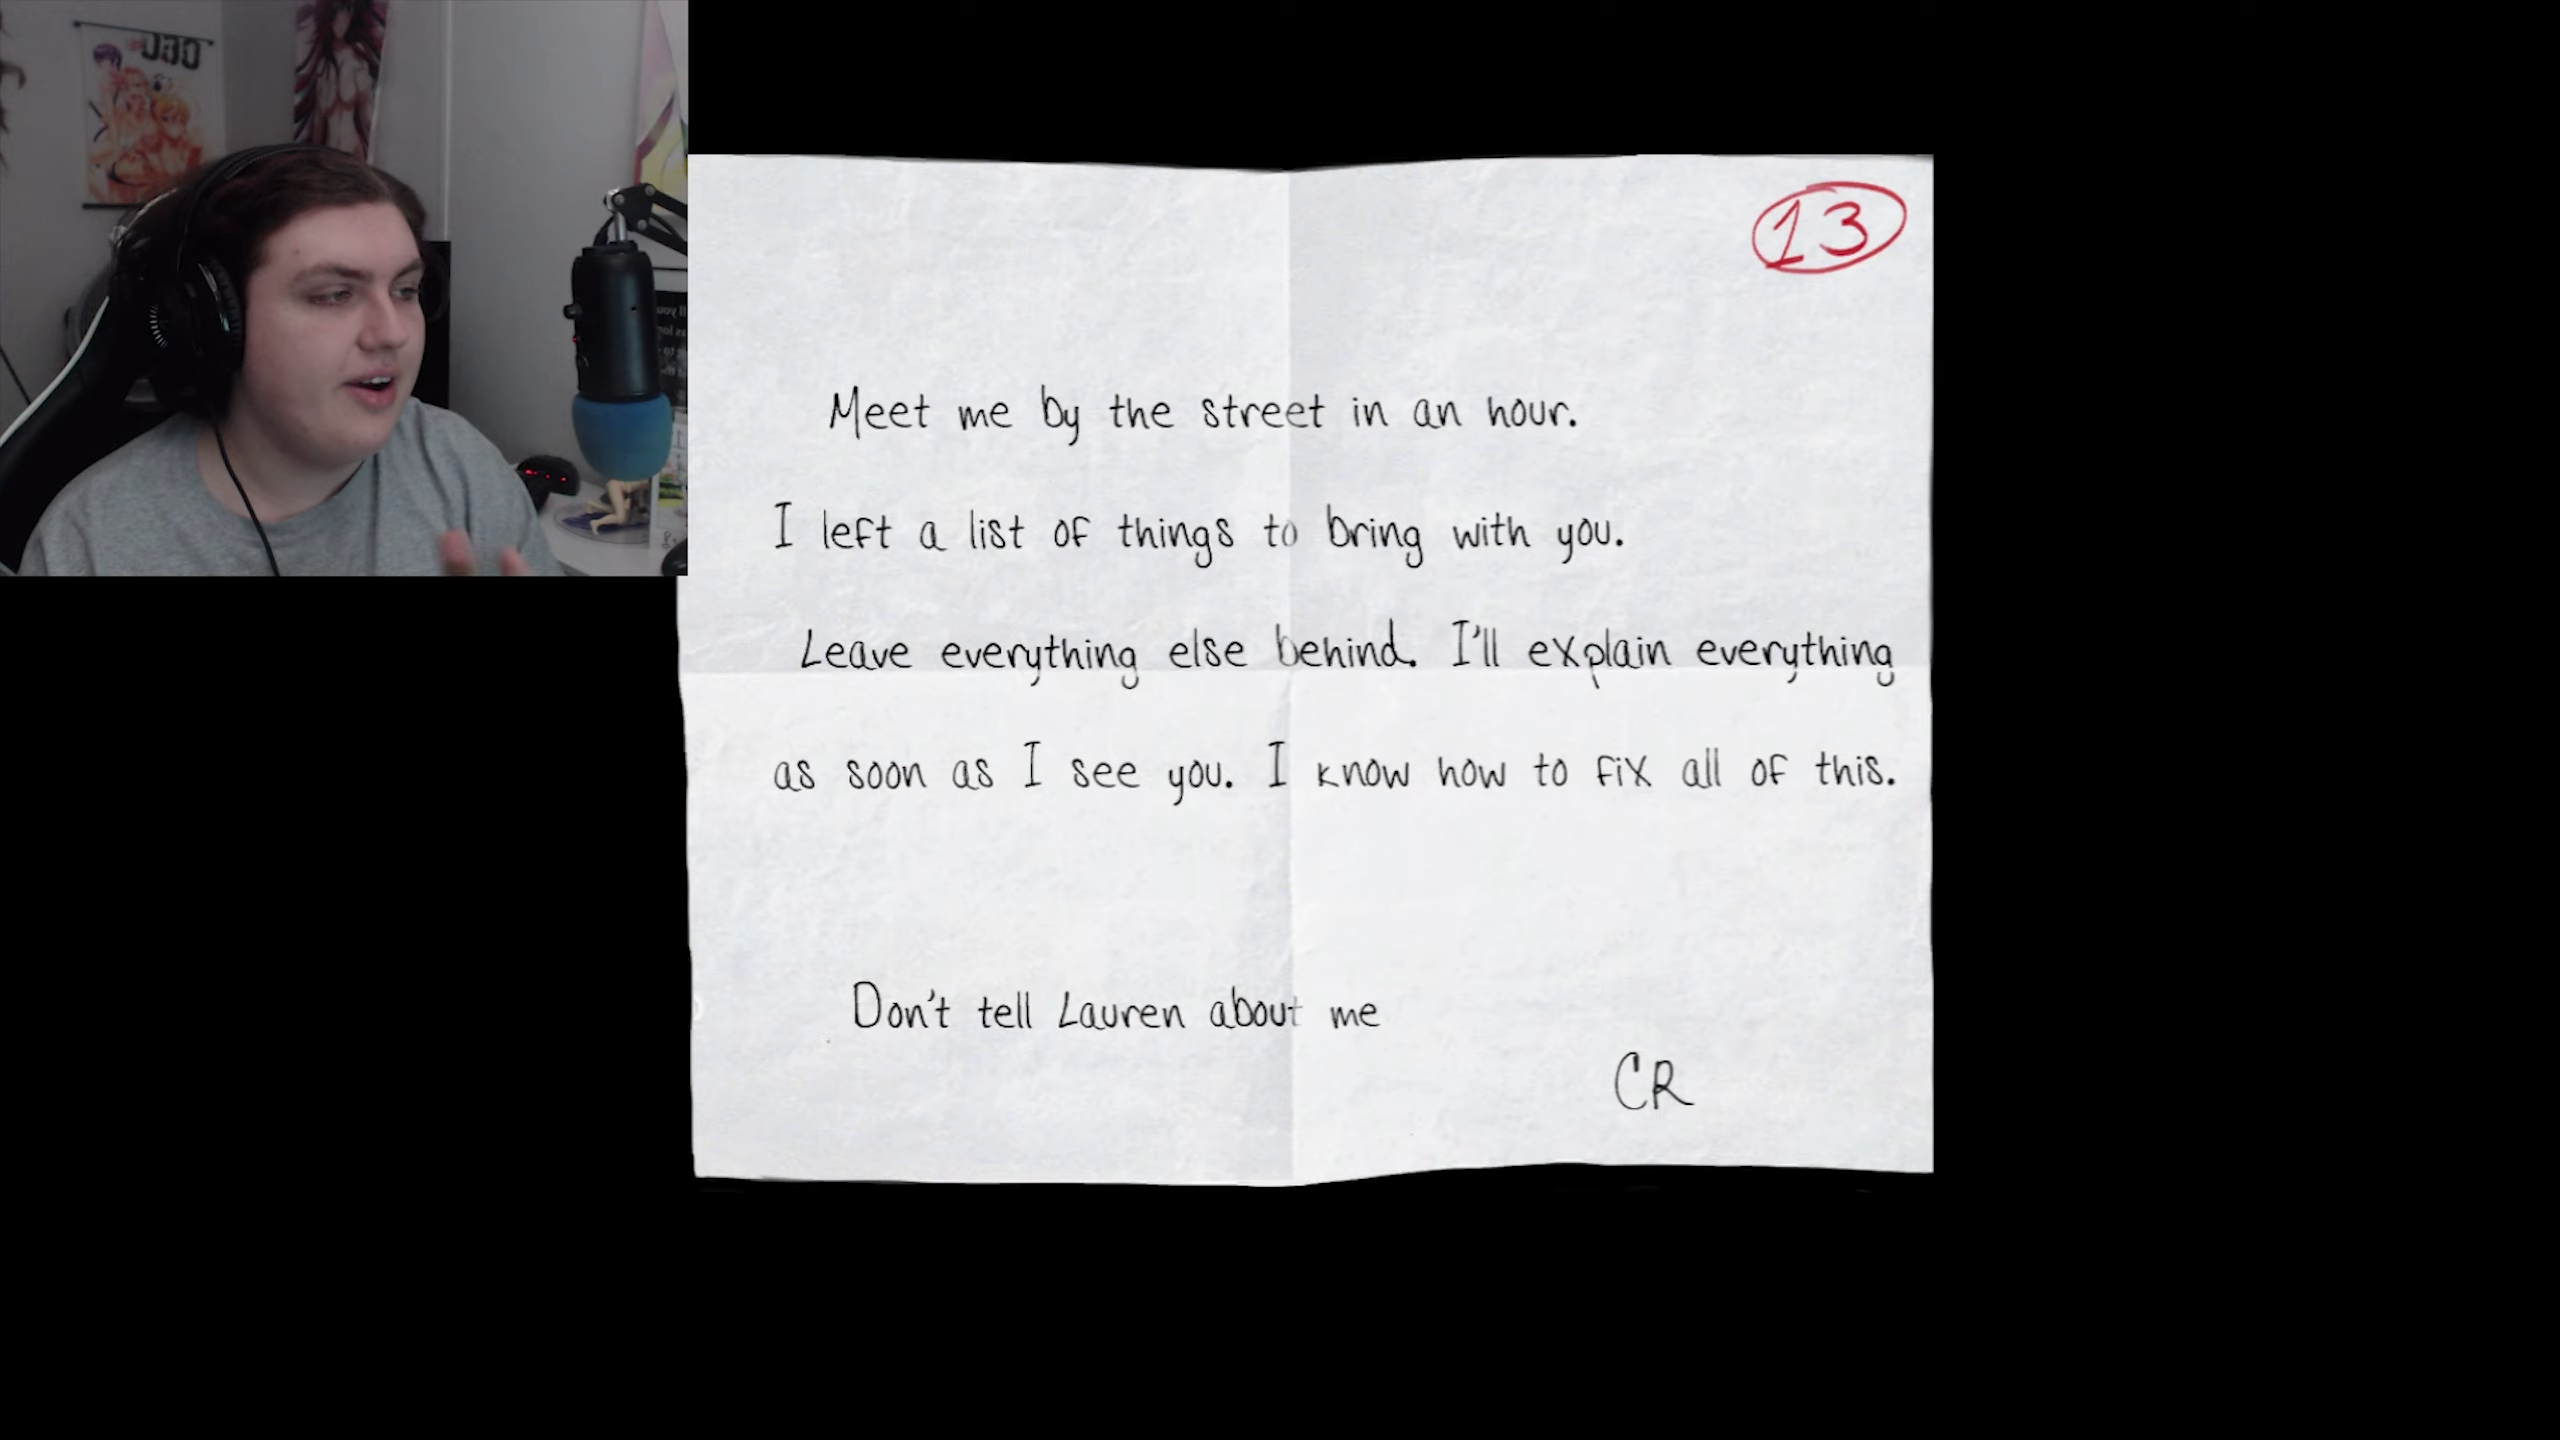 13
Meet me by the street in an hour.
I left a list of things to bring with you.
Leave everything else behind. I'll explain everything
as soon as I see you. I know how to fix all of this.
Don't tell Lauren about me
CR